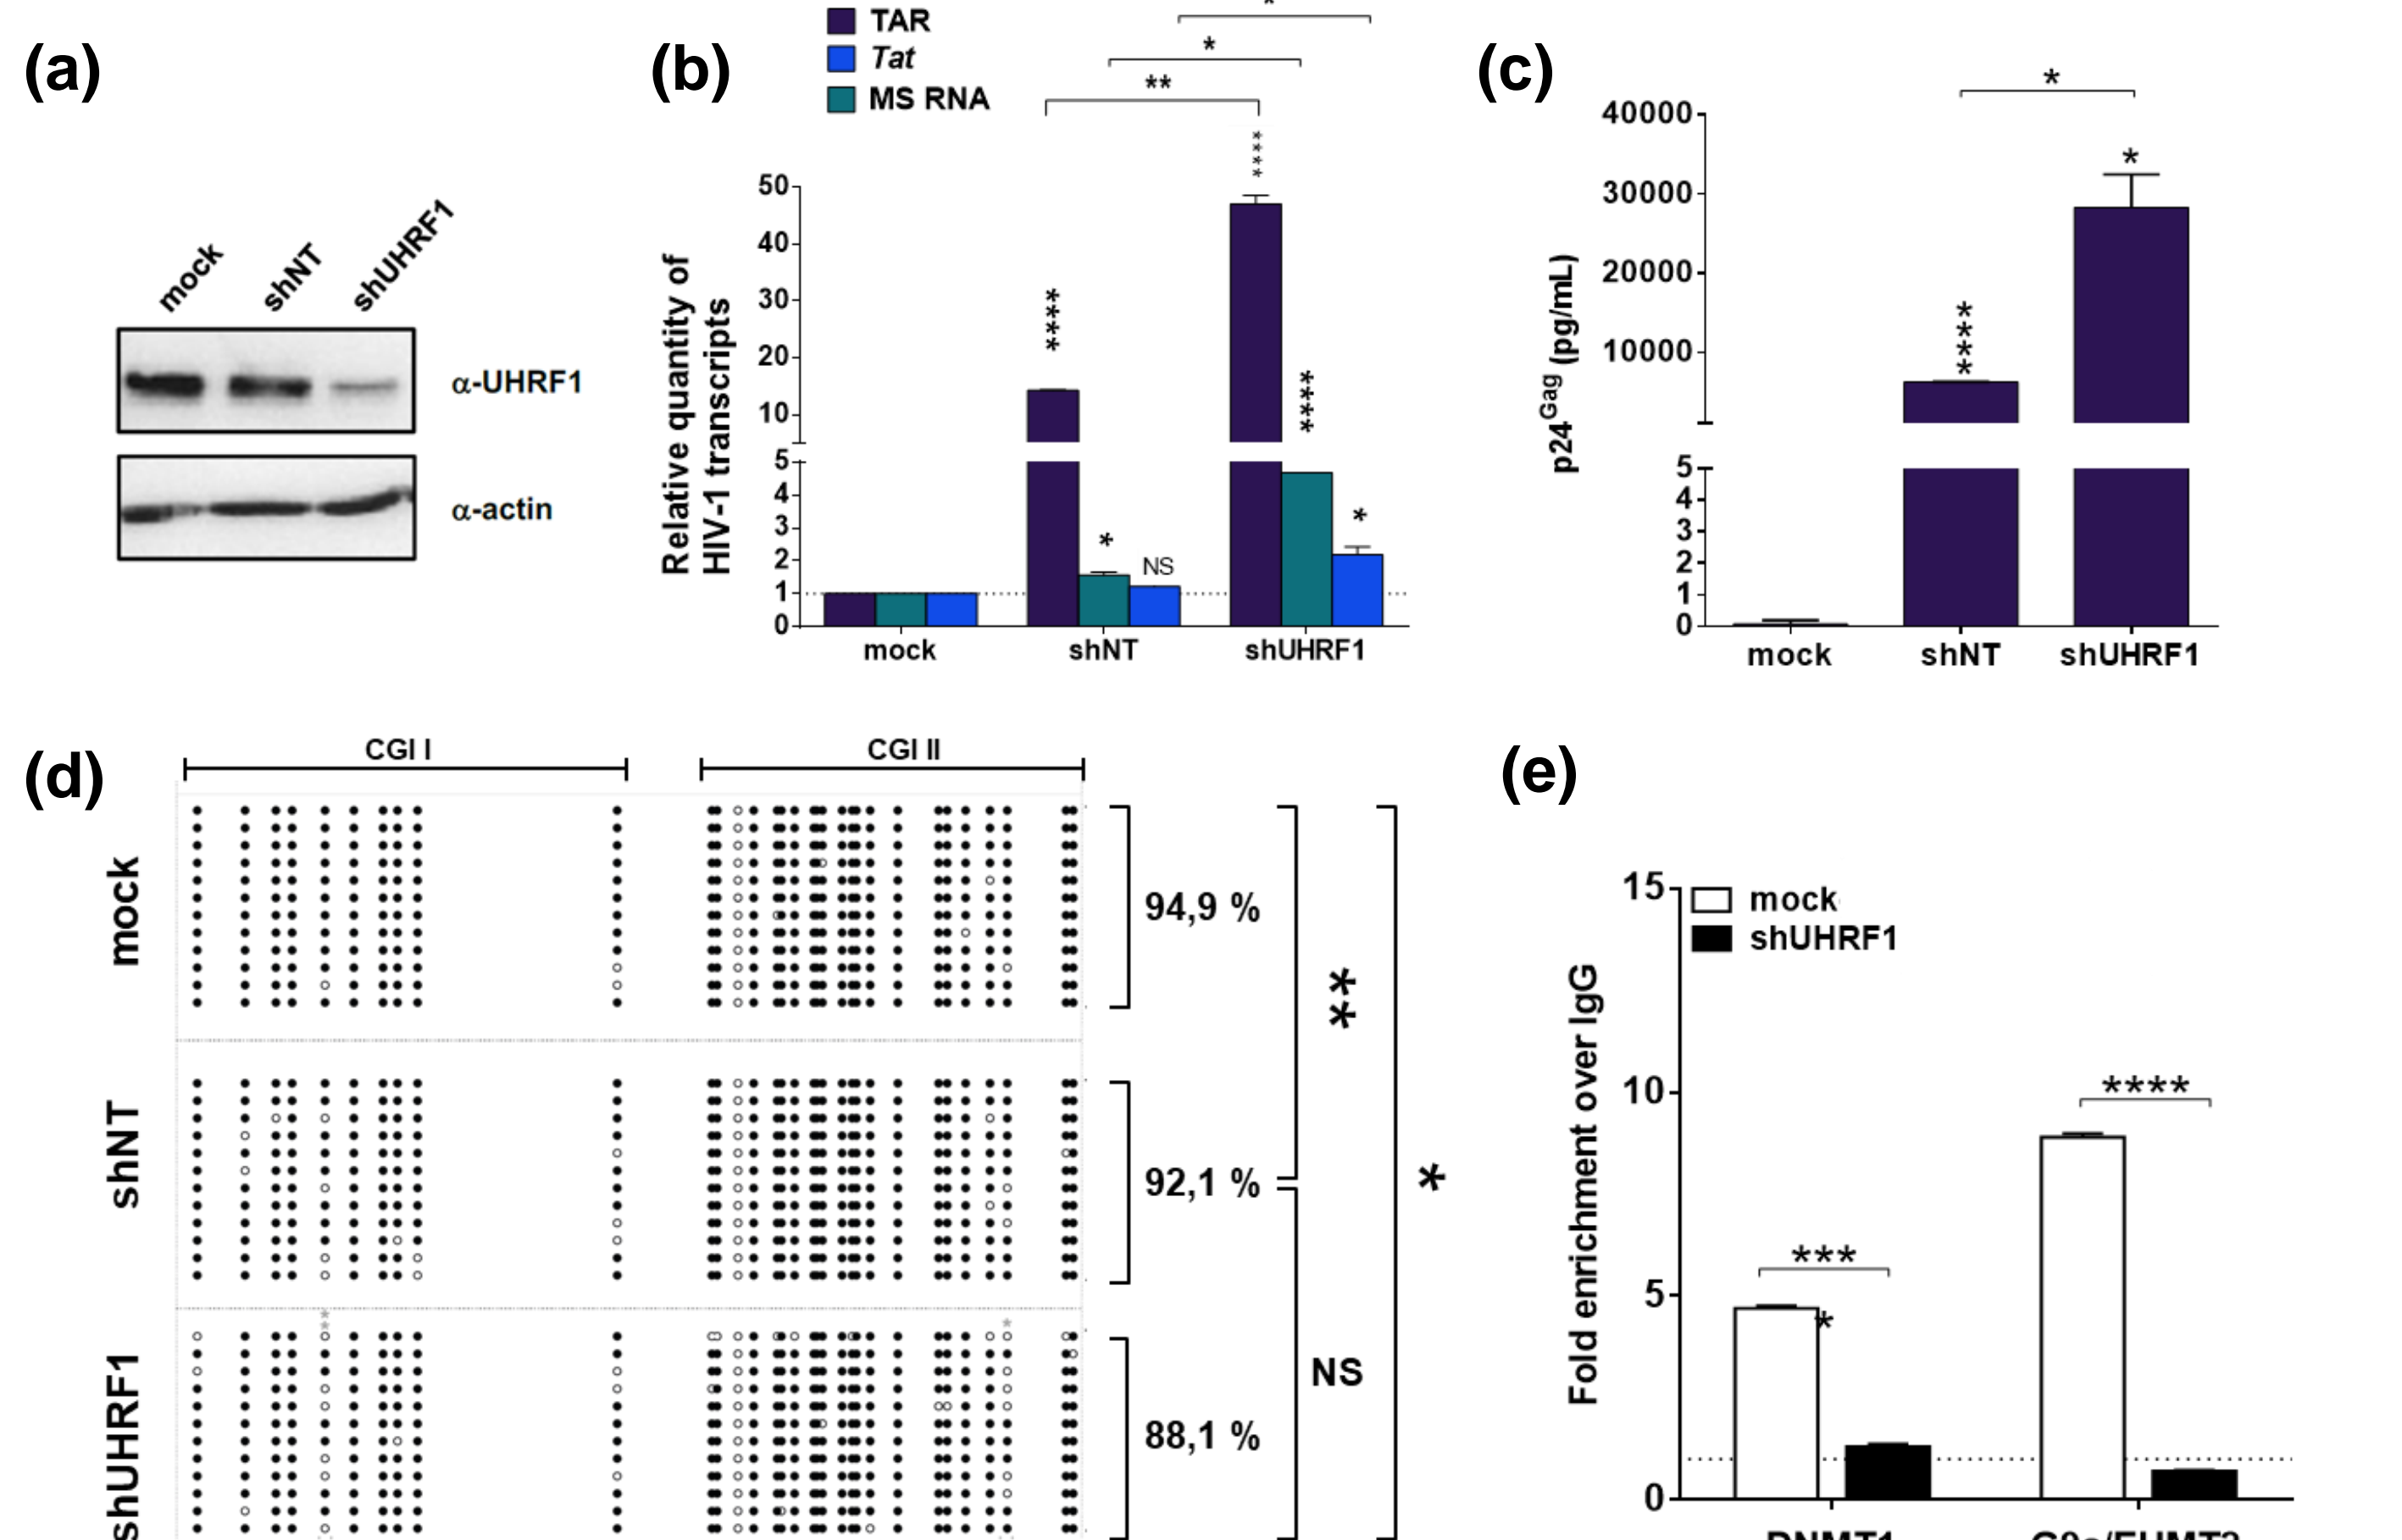 (a)
mock
shNT
shUHRF1
α-UHRF1
α-actin
(b)
TAR
Tat
MS RNA
*
*
**
****
****
****
*
NS
*
Relative quantity of
HIV-1 transcripts
50
40
30
20
10
5
4
3
2
1
0
mock
shNT
shUHRF1
(c)
*
*
****
p24Gag (pg/mL)
40000
30000
20000
10000
5
4
3
2
1
0
mock
shNT
shUHRF1
(d)
CGI I
CGI II
mock
shNT
shUHRF1
94,9 %
92,1 %
88,1 %
**
*
NS
**
*
(e)
mock
shUHRF1
Fold enrichment over IgG
15
10
5
0
***
*
****
DNMT1